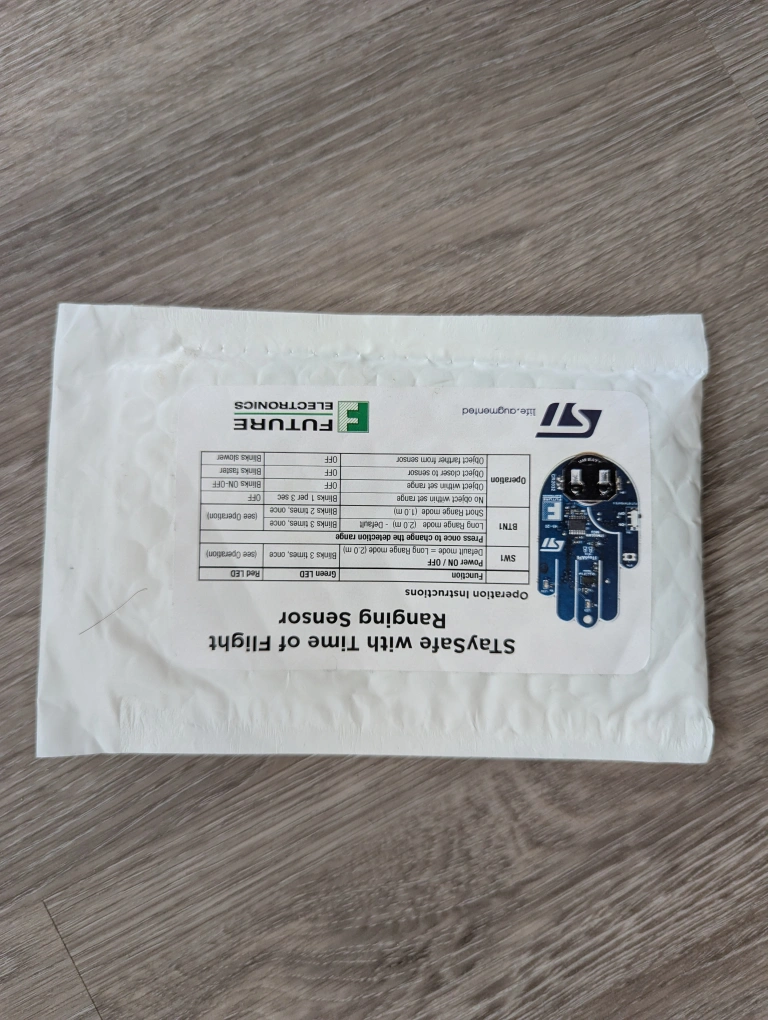 STaySafe with Time of Flight
Ranging Sensor
Operation Instructions
Function Green LED Red LED
SW1 Power ON / OFF
Default mode = Long Range mode (2.0 m) Blinks 3 times, once (see Operation)
Press once to change the detection range
BTN1 Long Range mode (2.0 m) - Default Blinks 3 times, once (see Operation)
Short Range mode (1.0 m) Blinks 2 times, once
Operation No object within set range Blinks 1 per 3 sec OFF
Object within set range OFF Blinks ON-OFF
Object closer to sensor OFF Blinks faster
Object farther from sensor OFF Blinks slower
ST life.augmented
F FUTURE
ELECTRONICS